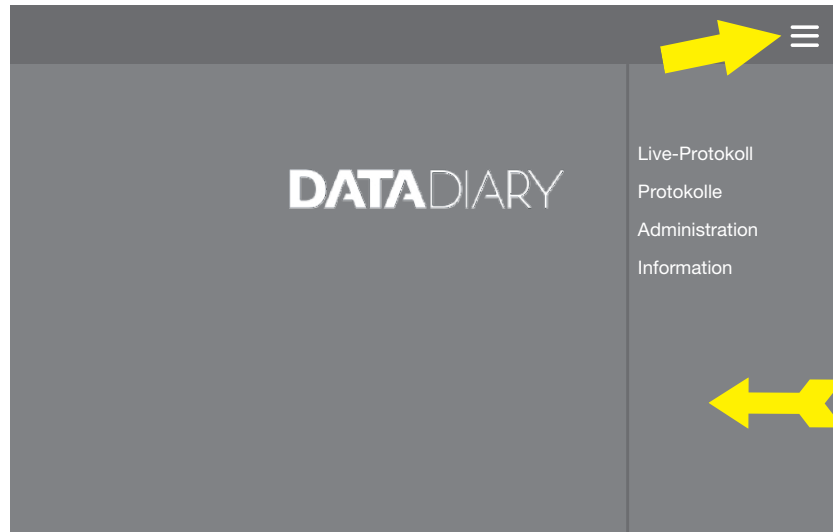 DATADIARY
Live-Protokoll
Protokolle
Administration
Information